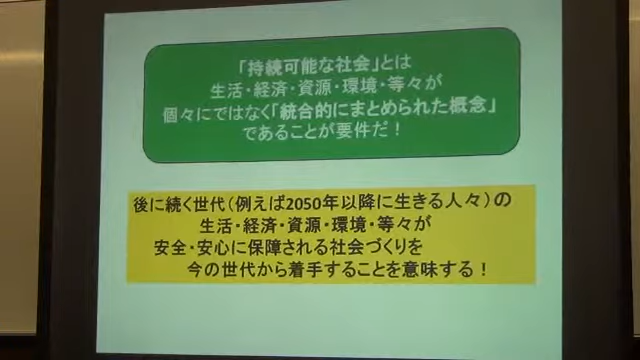 「持続可能な社会」とは
生活・経済・資源・環境・等々が
個々にではなく「統合的にまとめられた概念」
であることが要件だ！
後に続く世代（例えば2050年以降に生きる人々）の
生活・経済・資源・環境・等々が
安全・安心に保障される社会づくりを
今の世代から着手することを意味する！